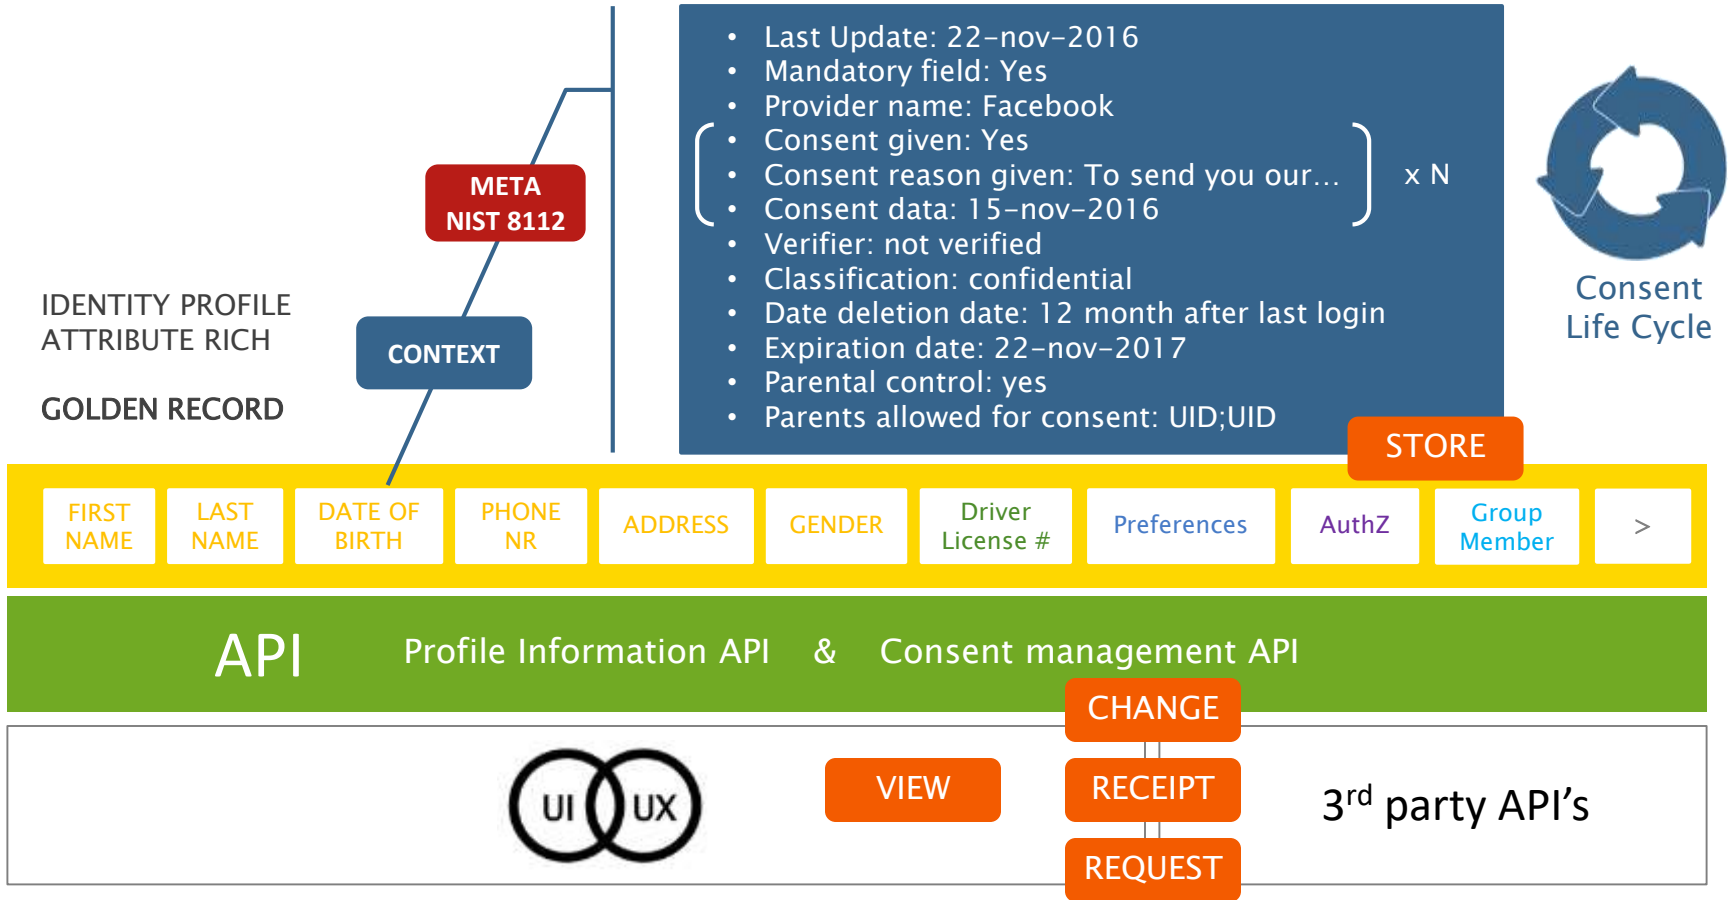 • Last Update: 22-nov-2016
• Mandatory field: Yes
• Provider name: Facebook
• Consent given: Yes
• Consent reason given: To send you our...
• Consent data: 15-nov-2016
• Verifier: not verified
• Classification: confidential
• Date deletion date: 12 month after last login
• Expiration date: 22-nov-2017
• Parental control: yes
• Parents allowed for consent: UID;UID
x N
Consent
Life Cycle
META
NIST 8112
CONTEXT
IDENTITY PROFILE
ATTRIBUTE RICH
GOLDEN RECORD
STORE
FIRST
NAME
LAST
NAME
DATE OF
BIRTH
PHONE
NR
ADDRESS
GENDER
Driver
License #
Preferences
AuthZ
Group
Member
>
API Profile Information API & Consent management API
CHANGE
UI UX
VIEW
RECEIPT
REQUEST
3rd party API’s